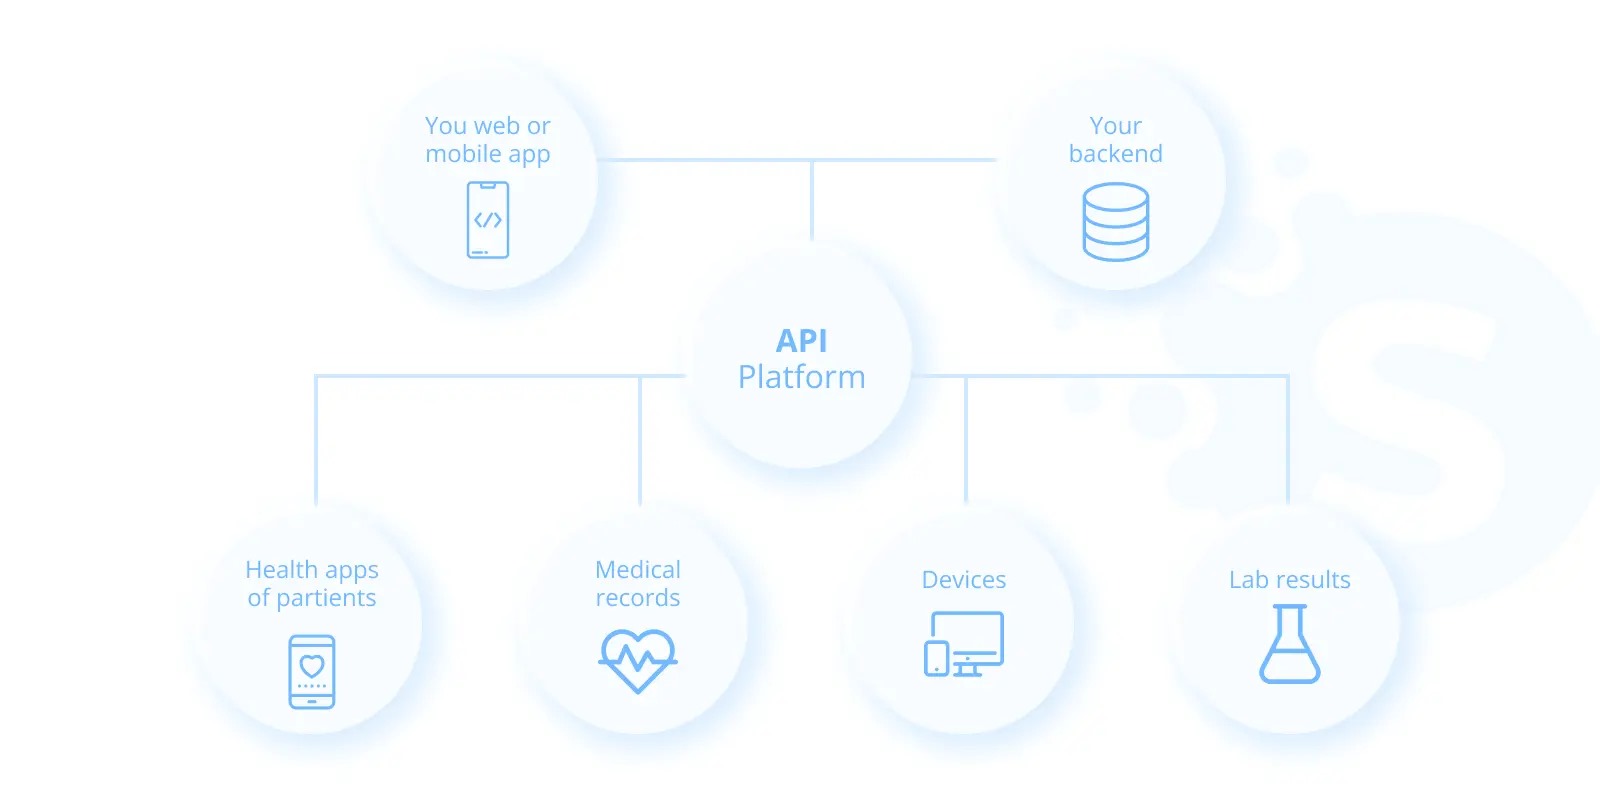 You web or
mobile app
Your
backend
API
Platform
Health apps
of partients
Medical
records
Devices
Lab results
S